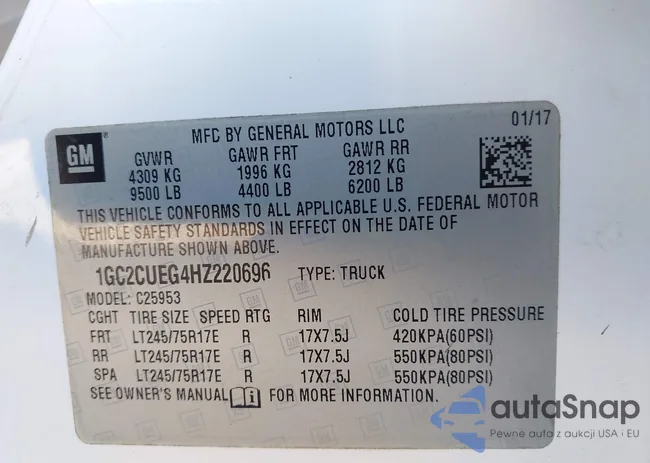 GM
MFG BY GENERAL MOTORS LLC
01/17
GVWR GAWR FRT GAWR RR
4309 KG 1996 KG 2812 KG
9500 LB 4400 LB 6200 LB
THIS VEHICLE CONFORMS TO ALL APPLICABLE U.S. FEDERAL MOTOR
VEHICLE SAFETY STANDARDS IN EFFECT ON THE DATE OF
MANUFACTURE SHOWN ABOVE.
1GC2CUEG4HZ220696 TYPE: TRUCK
MODEL: C25953
CGHT TIRE SIZE SPEED RTG RIM COLD TIRE PRESSURE
FRT LT245/75R17E R 17X7.5J 420KPA(60PSI)
RR LT245/75R17E R 17X7.5J 550KPA(80PSI)
SPA LT245/75R17E R 17X7.5J 550KPA(80PSI)
SEE OWNER'S MANUAL FOR MORE INFORMATION.
autaSnap
Pewne auta z aukcji USA i EU